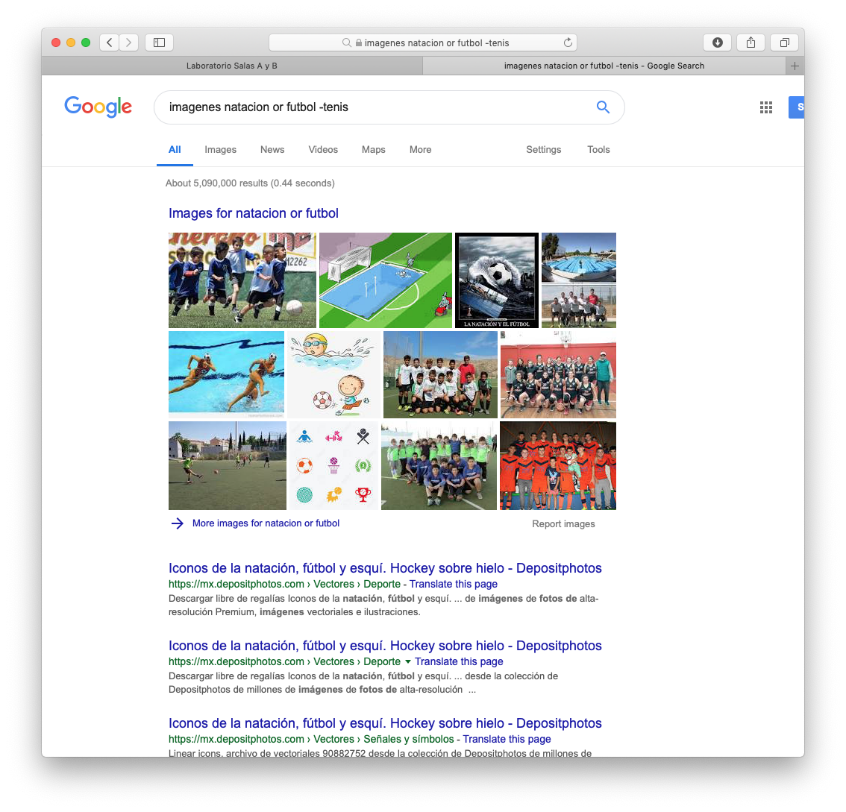 imagenes natacion or futbol -tenis
Laboratorio Salas A y B
imagenes natacion or futbol -tenis - Google Search
Google
imagenes natacion or futbol -tenis
S
All Images News Videos Maps More Settings Tools
About 5,090,000 results (0.44 seconds)
Images for natacion or futbol
2262
LA NATACIÓN Y EL FÚTBOL
More images for natacion or futbol
Report images
Iconos de la natación, fútbol y esquí. Hockey sobre hielo - Depositphotos
https://mx.depositphotos.com › Vectores › Deporte - Translate this page
Descargar libre de regalías Iconos de la natación, fútbol y esquí. ... de imágenes de fotos de alta-
resolución Premium, imágenes vectoriales e ilustraciones.
Iconos de la natación, fútbol y esquí. Hockey sobre hielo - Depositphotos
https://mx.depositphotos.com › Vectores › Deporte ▾ Translate this page
Descargar libre de regalías Iconos de la natación, fútbol y esquí. ... desde la colección de
Depositphotos de millones de imágenes de fotos de alta-resolución ...
Iconos de la natación, fútbol y esquí. Hockey sobre hielo - Depositphotos
https://mx.depositphotos.com › Vectores › Señales y símbolos - Translate this page
Linear icons. archivo de vectoriales 90882752 desde la colección de Depositphotos de millones de